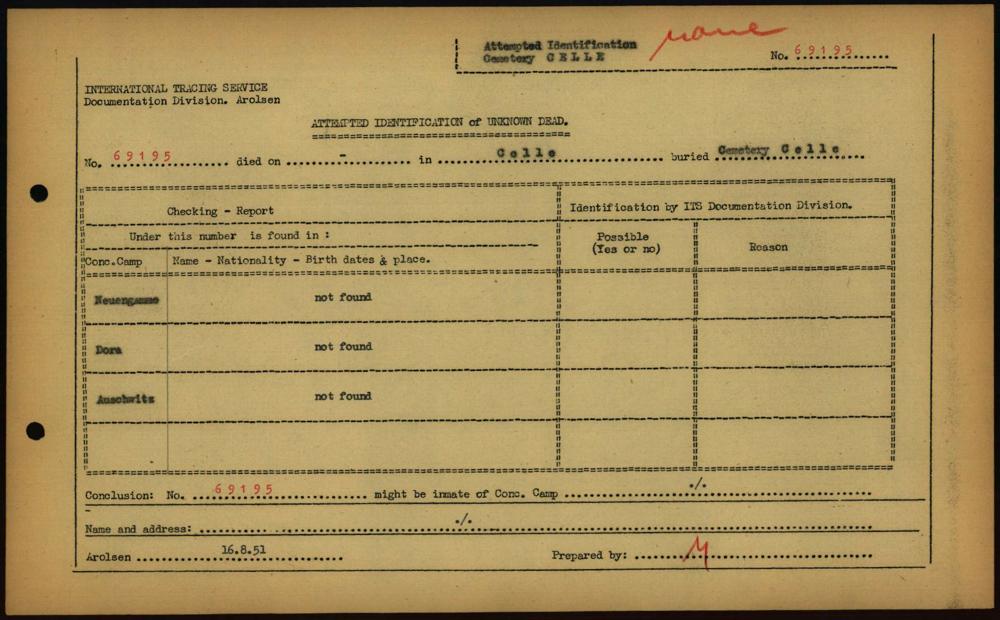 Attempted Identification
Cemetery CELLE
none
No. 69195
INTERNATIONAL TRACING SERVICE
Documentation Division. Arolsen
ATTEMPTED IDENTIFICATION of UNKNOWN DEAD.
No. 69195 died on - in Celle buried Cemetery Celle
Checking - Report
Identification by ITS Documentation Division.
Under this number is found in :
Possible
(Yes or no)
Reason
Conc.Camp
Name - Nationality - Birth dates & place.
Neuengamme not found
Dora not found
Auschwitz not found
Conclusion: No. 69195 might be inmate of Conc. Camp ./.
Name and address: ./.
Arolsen 16.8.51 Prepared by: M